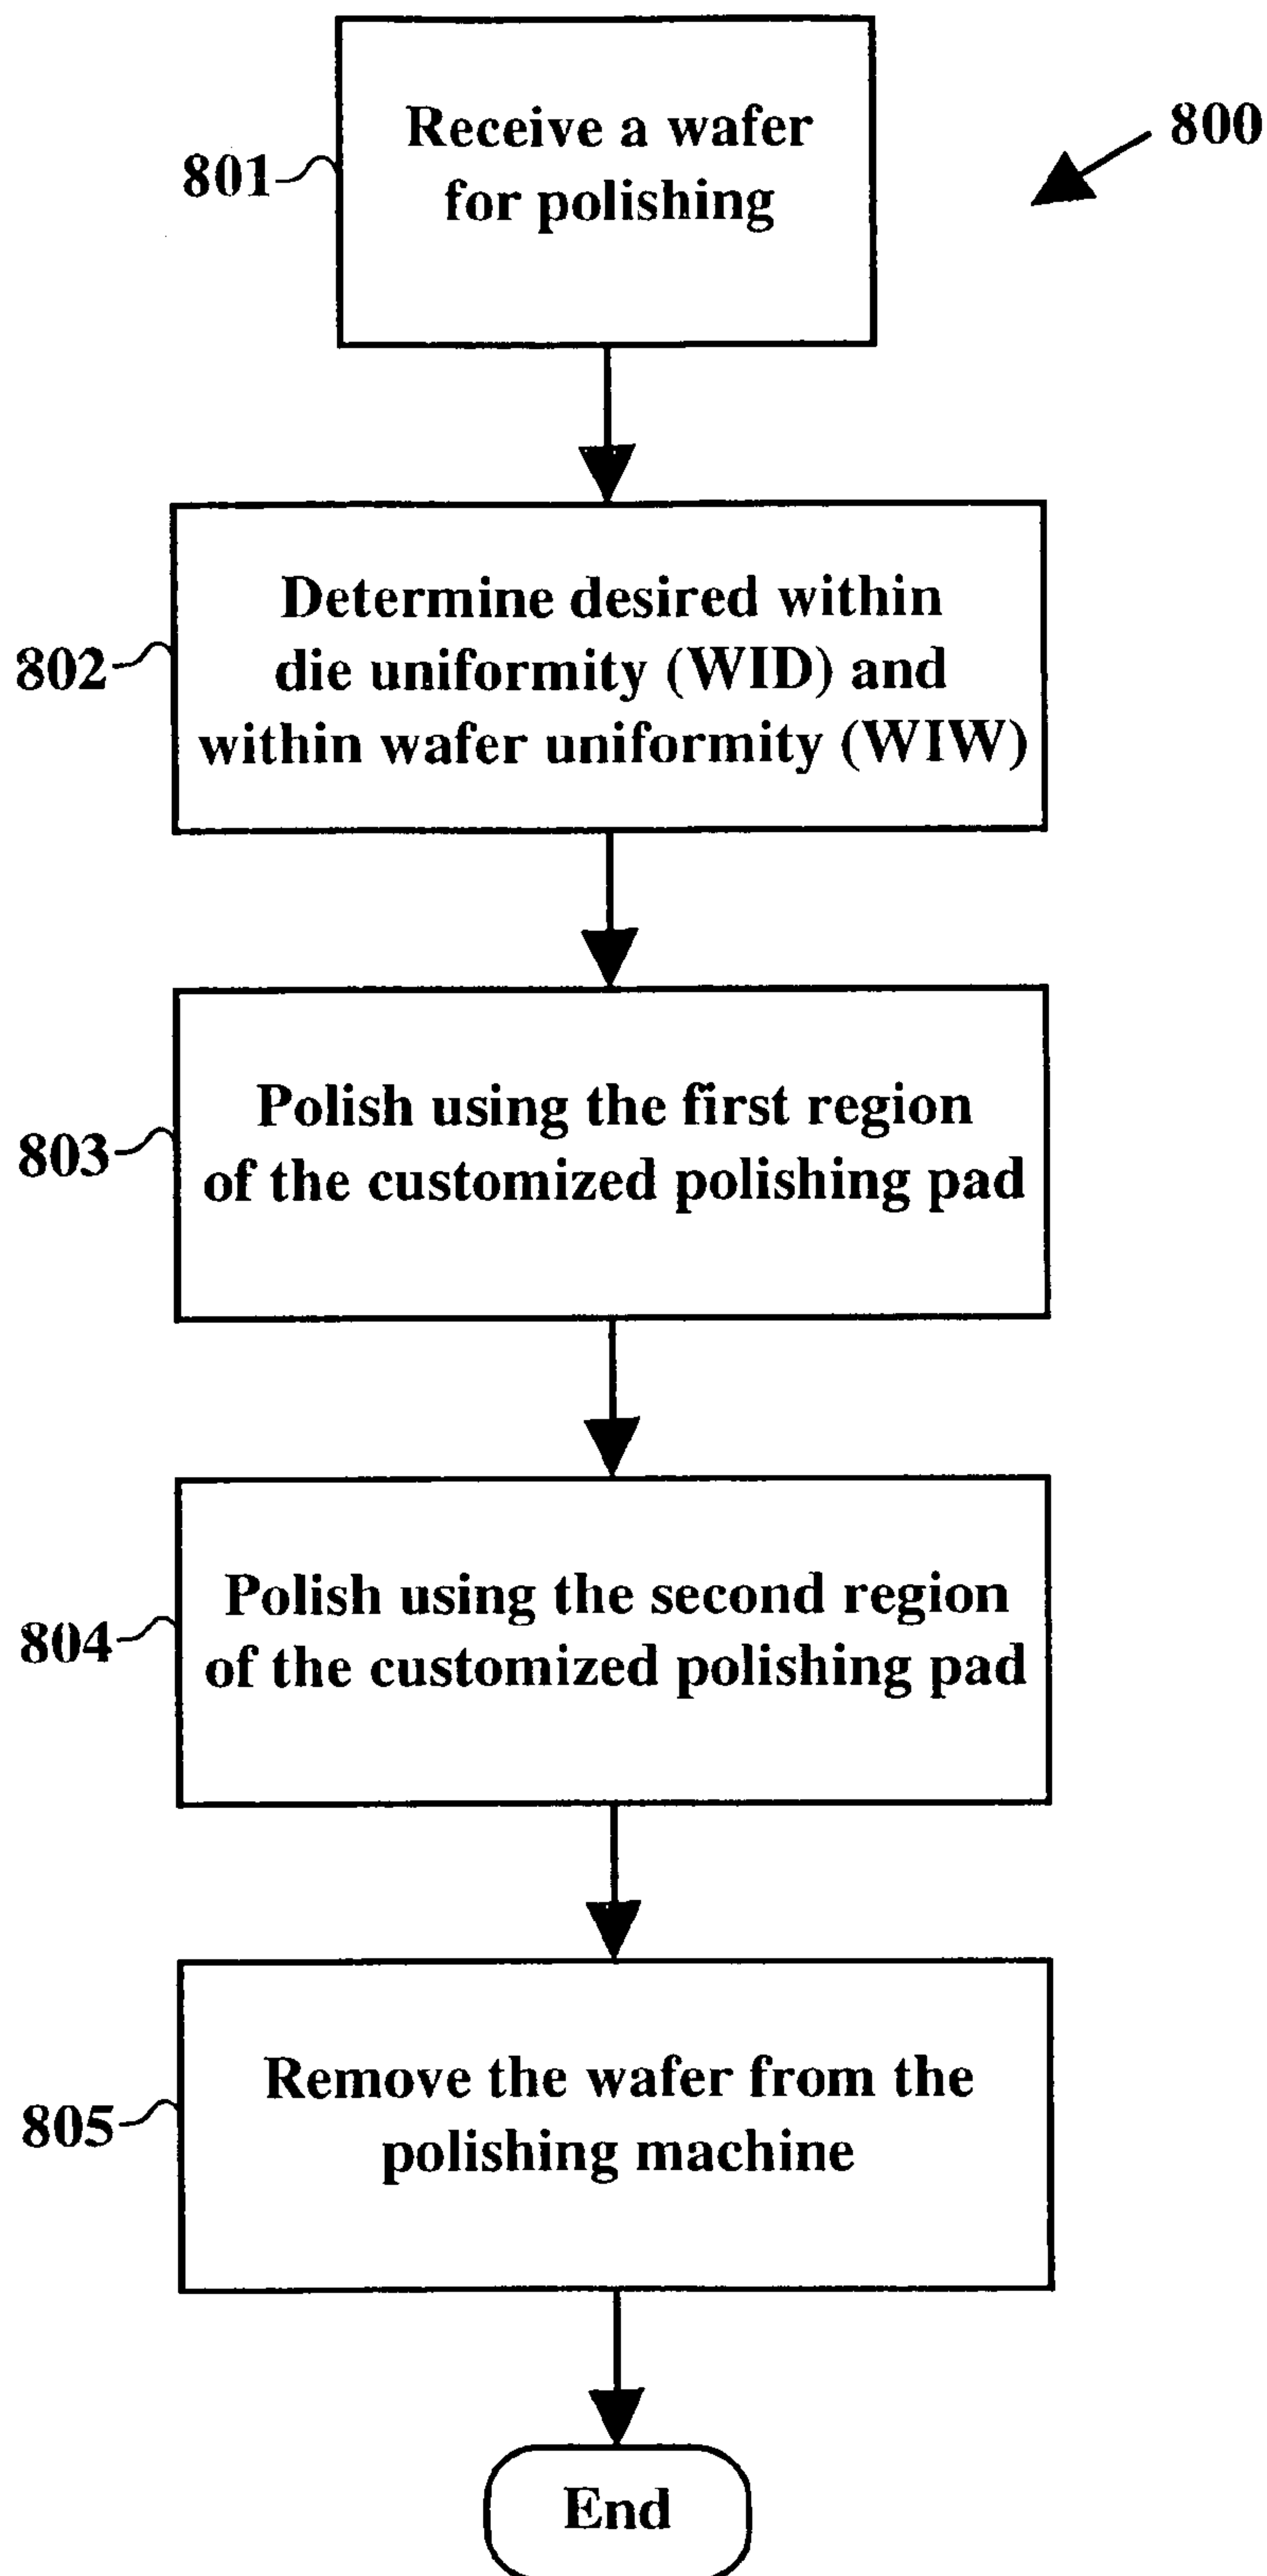 Receive a wafer
for polishing
801
800
Determine desired within
die uniformity (WID) and
within wafer uniformity (WIW)
802
Polish using the first region
of the customized polishing pad
803
Polish using the second region
of the customized polishing pad
804
Remove the wafer from the
polishing machine
805
End